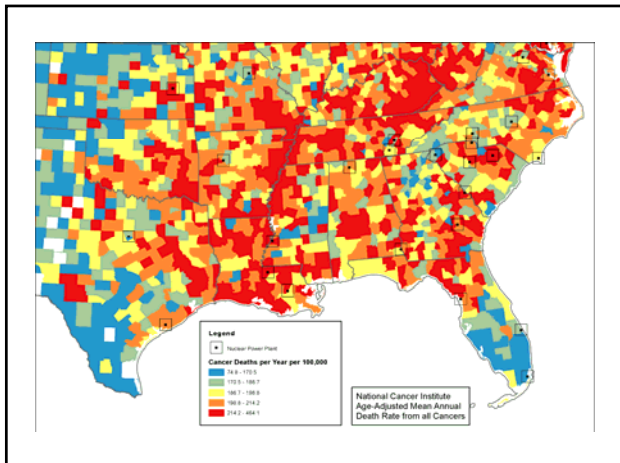 Legend
Nuclear Power Plant
Cancer Deaths per Year per 100,000
74.8 - 170.5
170.5 - 186.7
186.7 - 198.8
198.8 - 214.2
214.2 - 464.1
National Cancer Institute
Age-Adjusted Mean Annual
Death Rate from all Cancers